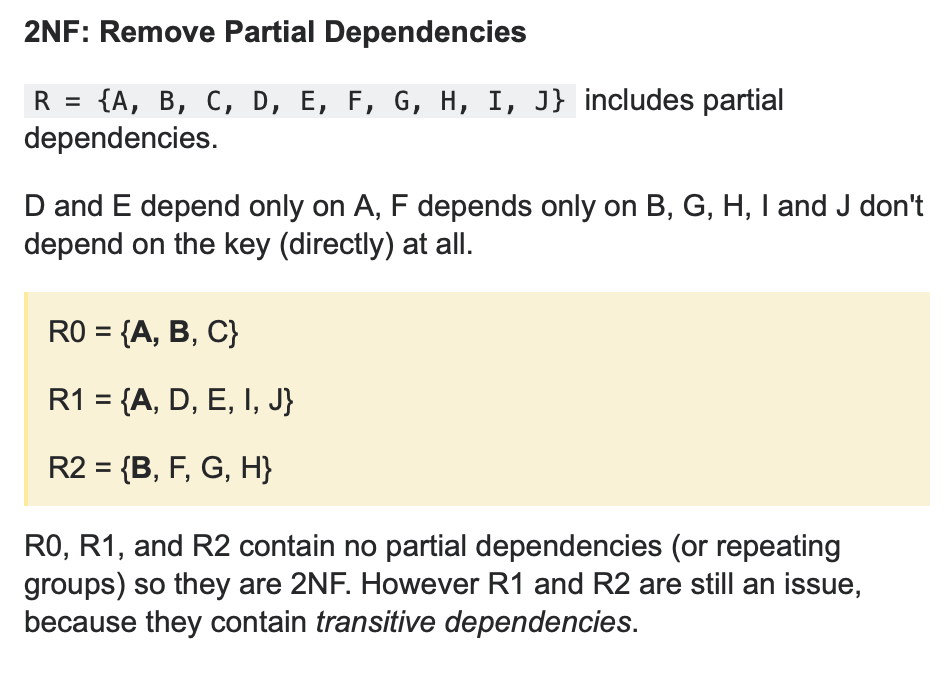 2NF: Remove Partial Dependencies
R = {A, B, C, D, E, F, G, H, I, J} includes partial
dependencies.
D and E depend only on A, F depends only on B, G, H, I and J don't
depend on the key (directly) at all.
R0 = {A, B, C}
R1 = {A, D, E, I, J}
R2 = {B, F, G, H}
R0, R1, and R2 contain no partial dependencies (or repeating
groups) so they are 2NF. However R1 and R2 are still an issue,
because they contain transitive dependencies.